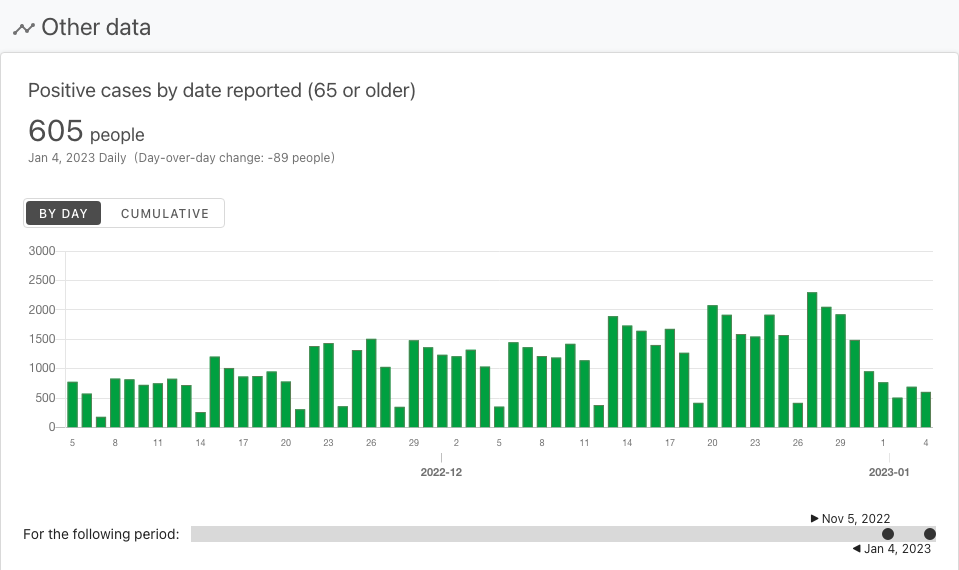 Other data
Positive cases by date reported (65 or older)
605 people
Jan 4, 2023 Daily (Day-over-day change: -89 people)
BY DAY CUMULATIVE
3000
2500
2000
1500
1000
500
0
5 8 11 14 17 20 23 26 29 2 5 8 11 14 17 20 23 26 29 1 4
2022-12 2023-01
▶ Nov 5, 2022
For the following period:
◀ Jan 4, 2023